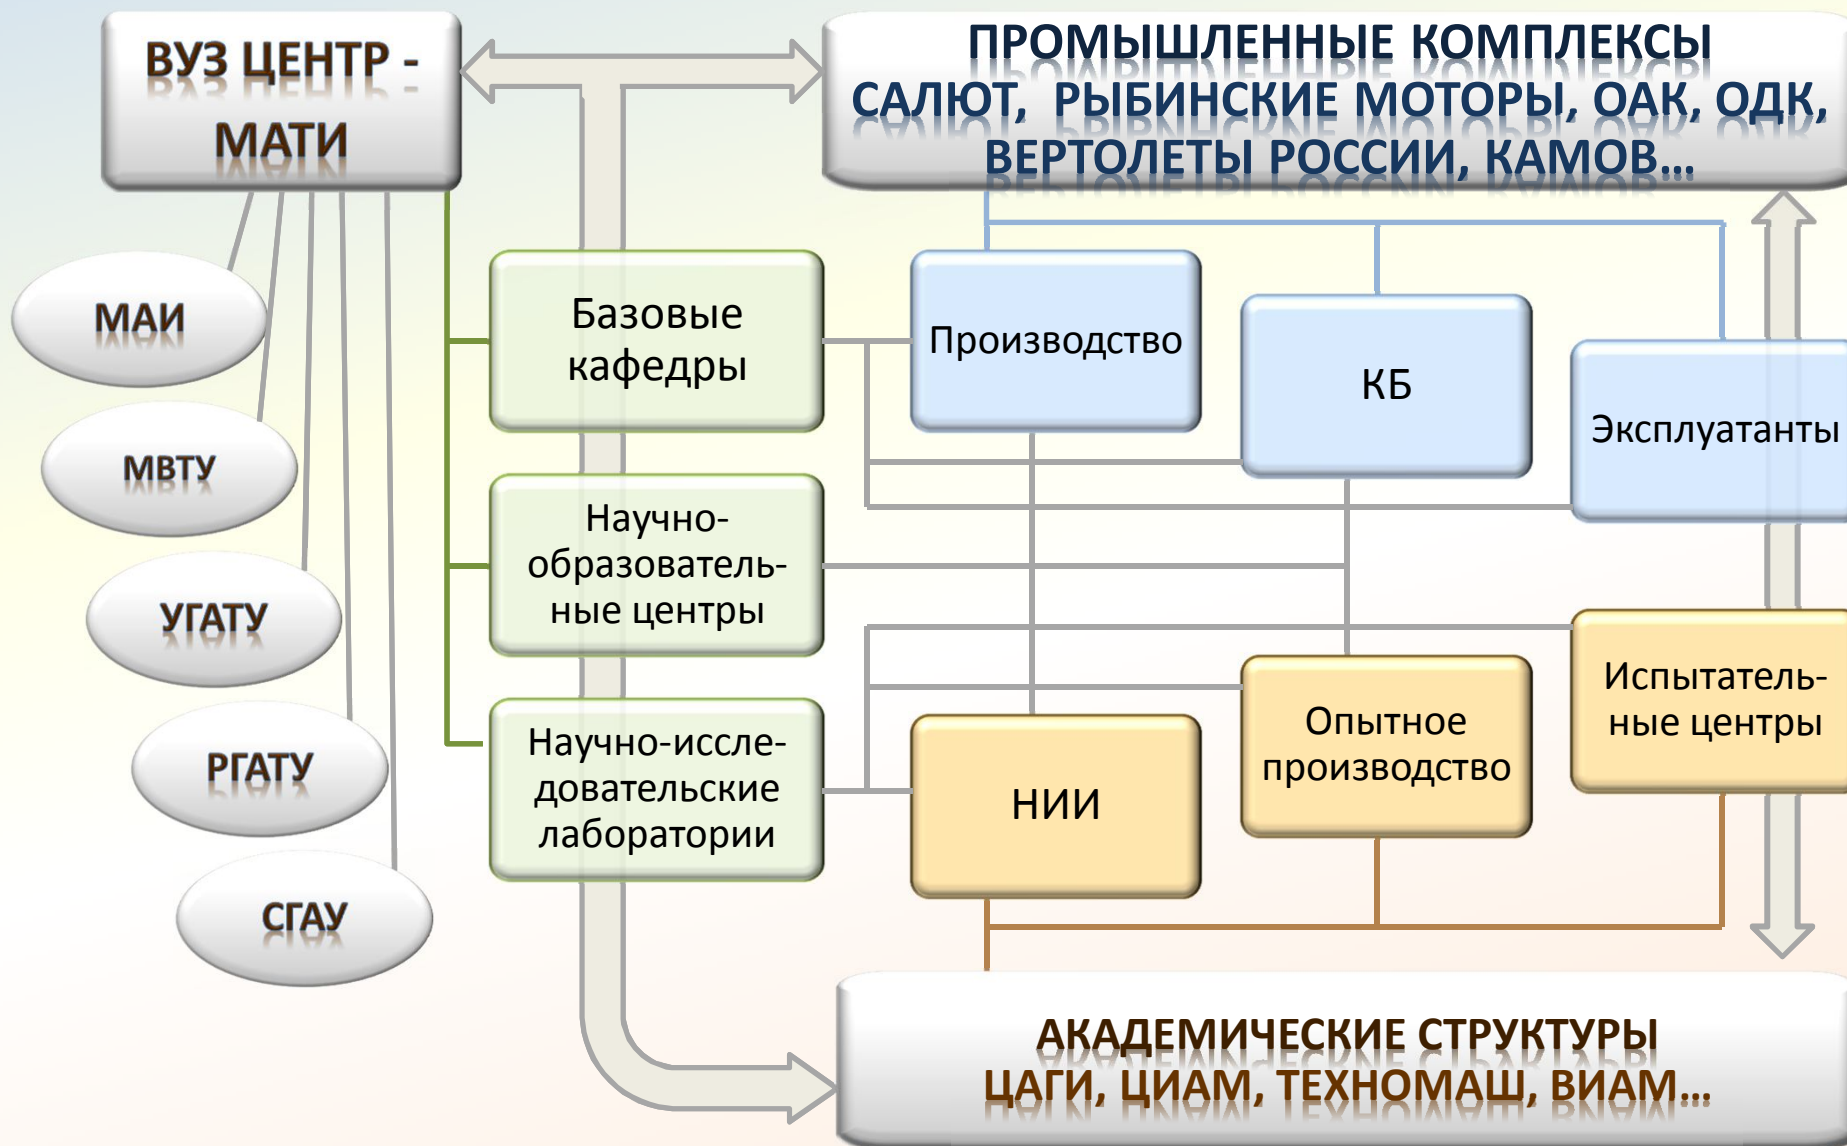 ВУЗ ЦЕНТР -
МАТИ
ПРОМЫШЛЕННЫЕ КОМПЛЕКСЫ
САЛЮТ, РЫБИНСКИЕ МОТОРЫ, ОАК, ОДК,
ВЕРТОЛЕТЫ РОССИИ, КАМОВ...
МАИ
МВТУ
УГАТУ
РГАТУ
СГАУ
Базовые
кафедры
Научно-
образователь-
ные центры
Научно-иссле-
довательские
лаборатории
Производство
КБ
Эксплуатанты
НИИ
Опытное
производство
Испытатель-
ные центры
АКАДЕМИЧЕСКИЕ СТРУКТУРЫ
ЦАГИ, ЦИАМ, ТЕХНОМАШ, ВИАМ...